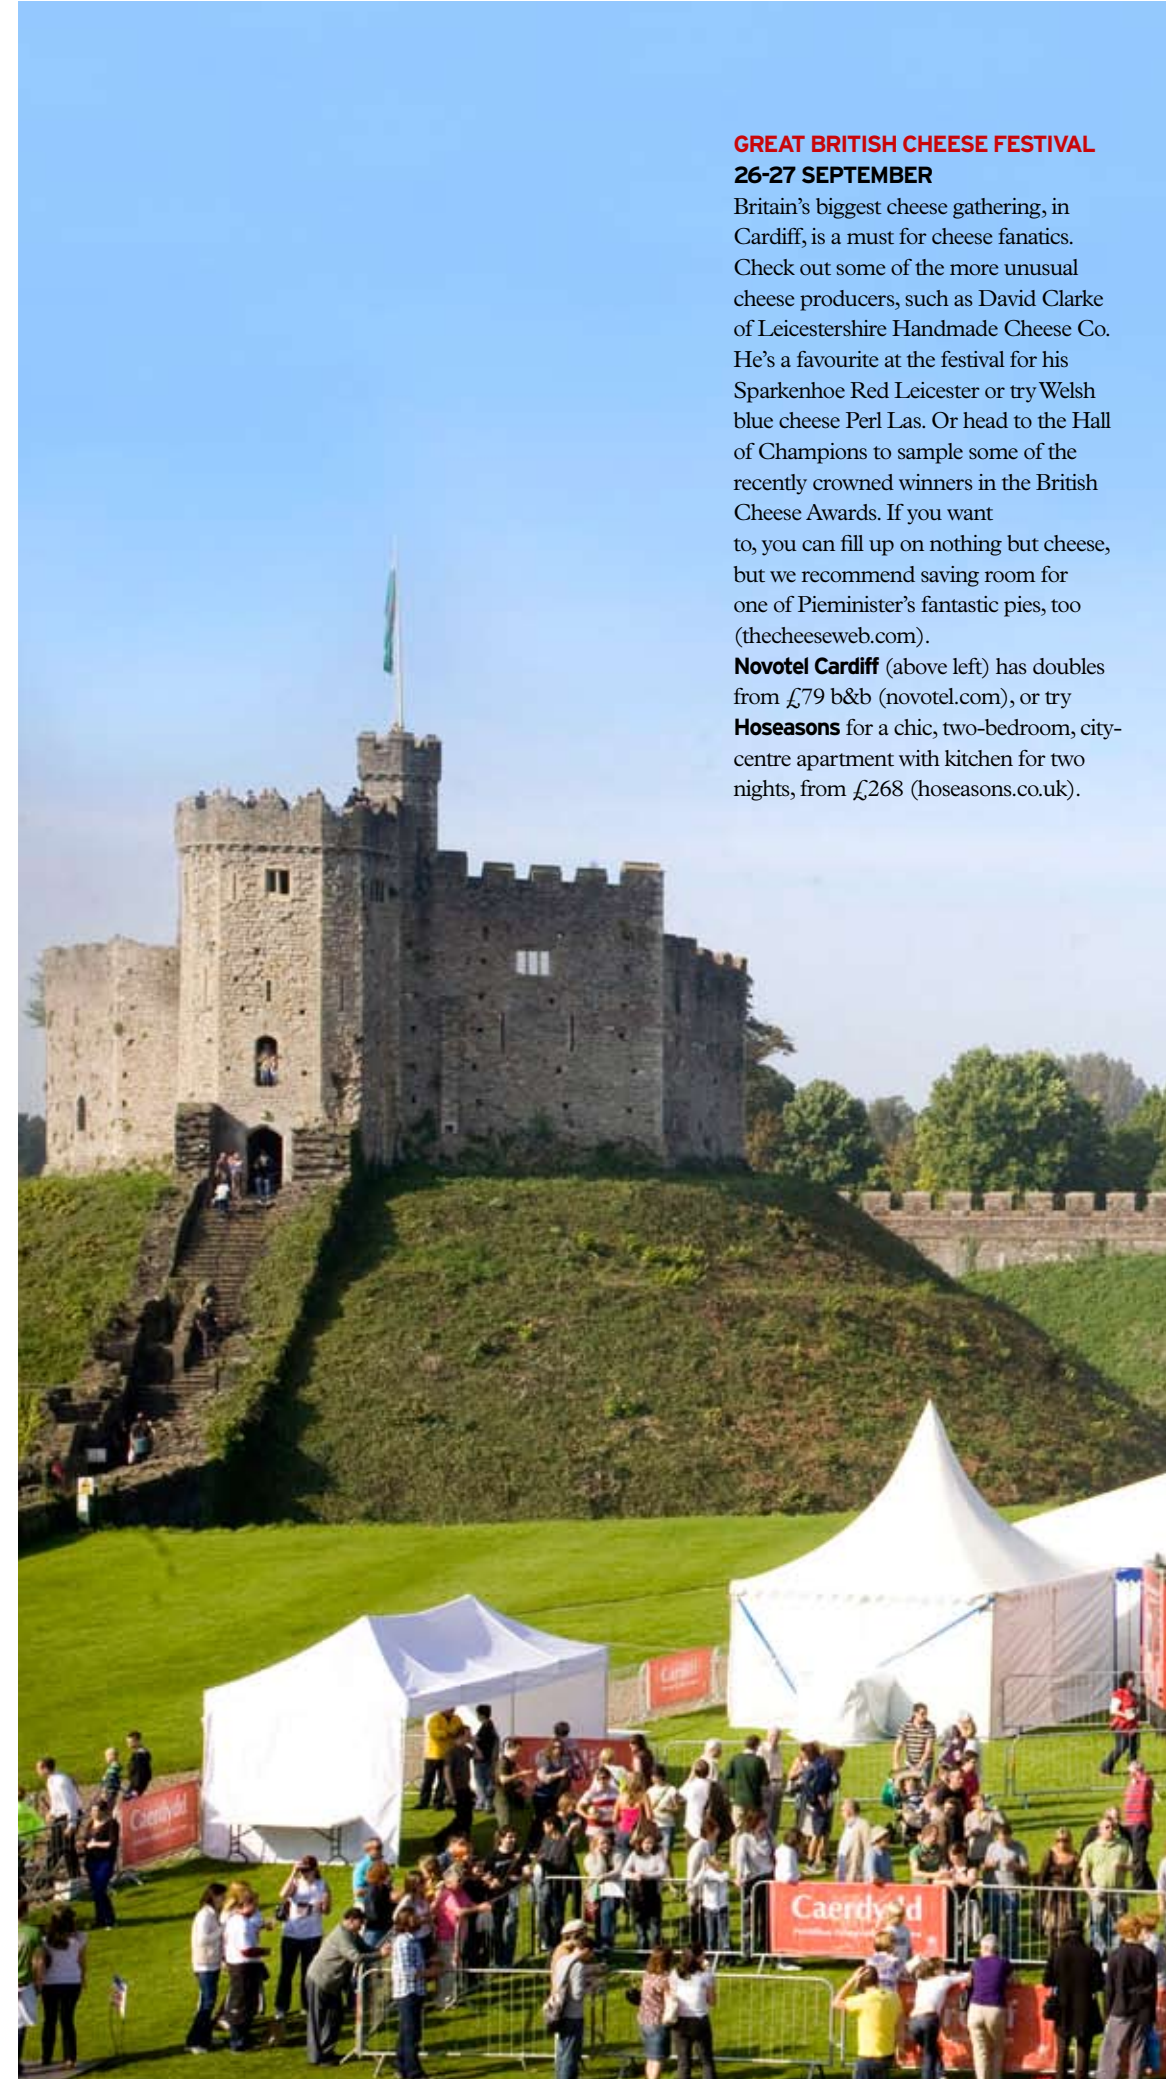 GREAT BRITISH CHEESE FESTIVAL
26-27 SEPTEMBER
Britain’s biggest cheese gathering, in
Cardiff, is a must for cheese fanatics.
Check out some of the more unusual
cheese producers, such as David Clarke
of Leicestershire Handmade Cheese Co.
He’s a favourite at the festival for his
Sparkenhoe Red Leicester or try Welsh
blue cheese Perl Las. Or head to the Hall
of Champions to sample some of the
recently crowned winners in the British
Cheese Awards. If you want
to, you can fill up on nothing but cheese,
but we recommend saving room for
one of Pieminister’s fantastic pies, too
(thecheeseweb.com).
Novotel Cardiff (above left) has doubles
from £79 b&b (novotel.com), or try
Hoseasons for a chic, two-bedroom, city-
centre apartment with kitchen for two
nights, from £268 (hoseasons.co.uk).
Cardiff
Caerdydd